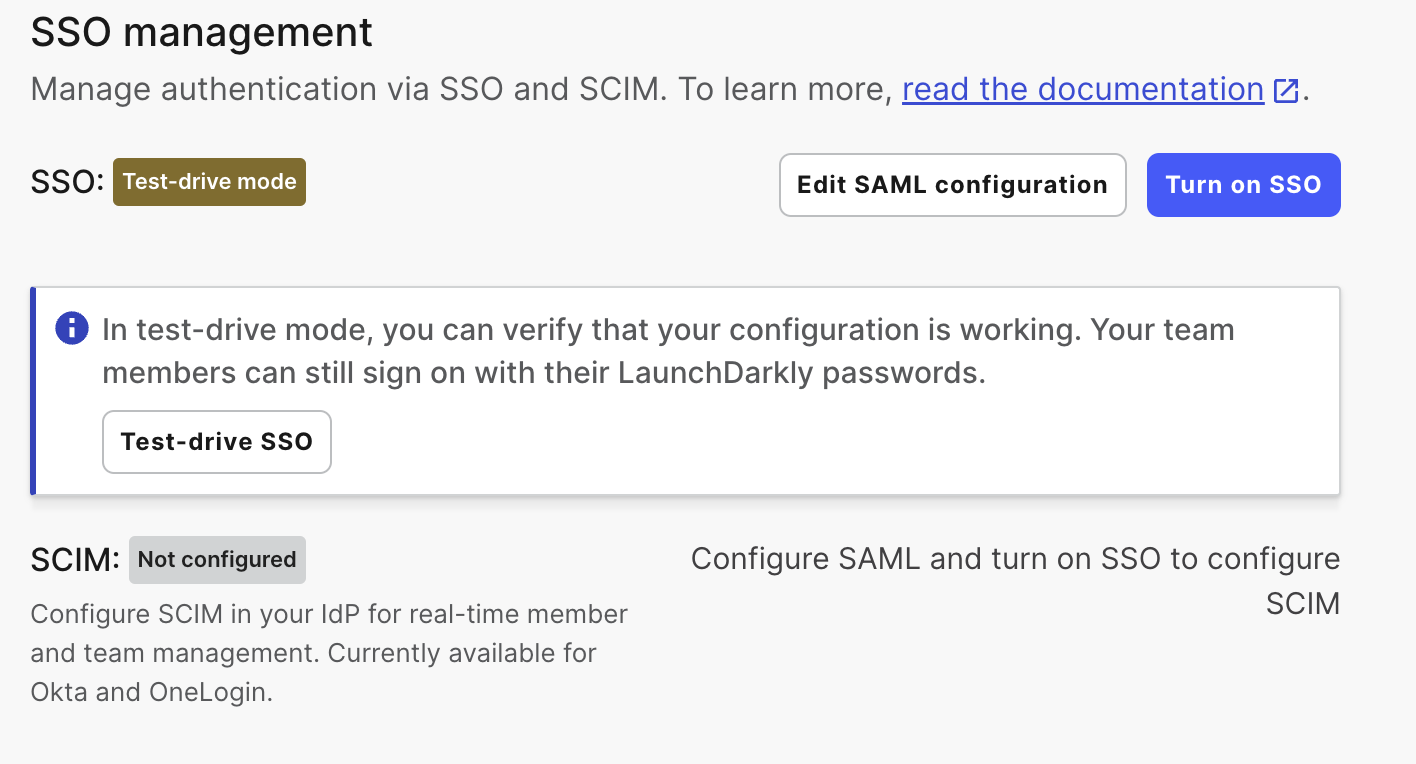 SSO management
Manage authentication via SSO and SCIM. To learn more, read the documentation.
SSO: Test-drive mode
Edit SAML configuration
Turn on SSO
In test-drive mode, you can verify that your configuration is working. Your team
members can still sign on with their LaunchDarkly passwords.
Test-drive SSO
SCIM: Not configured
Configure SCIM in your IdP for real-time member
and team management. Currently available for
Okta and OneLogin.
Configure SAML and turn on SSO to configure
SCIM